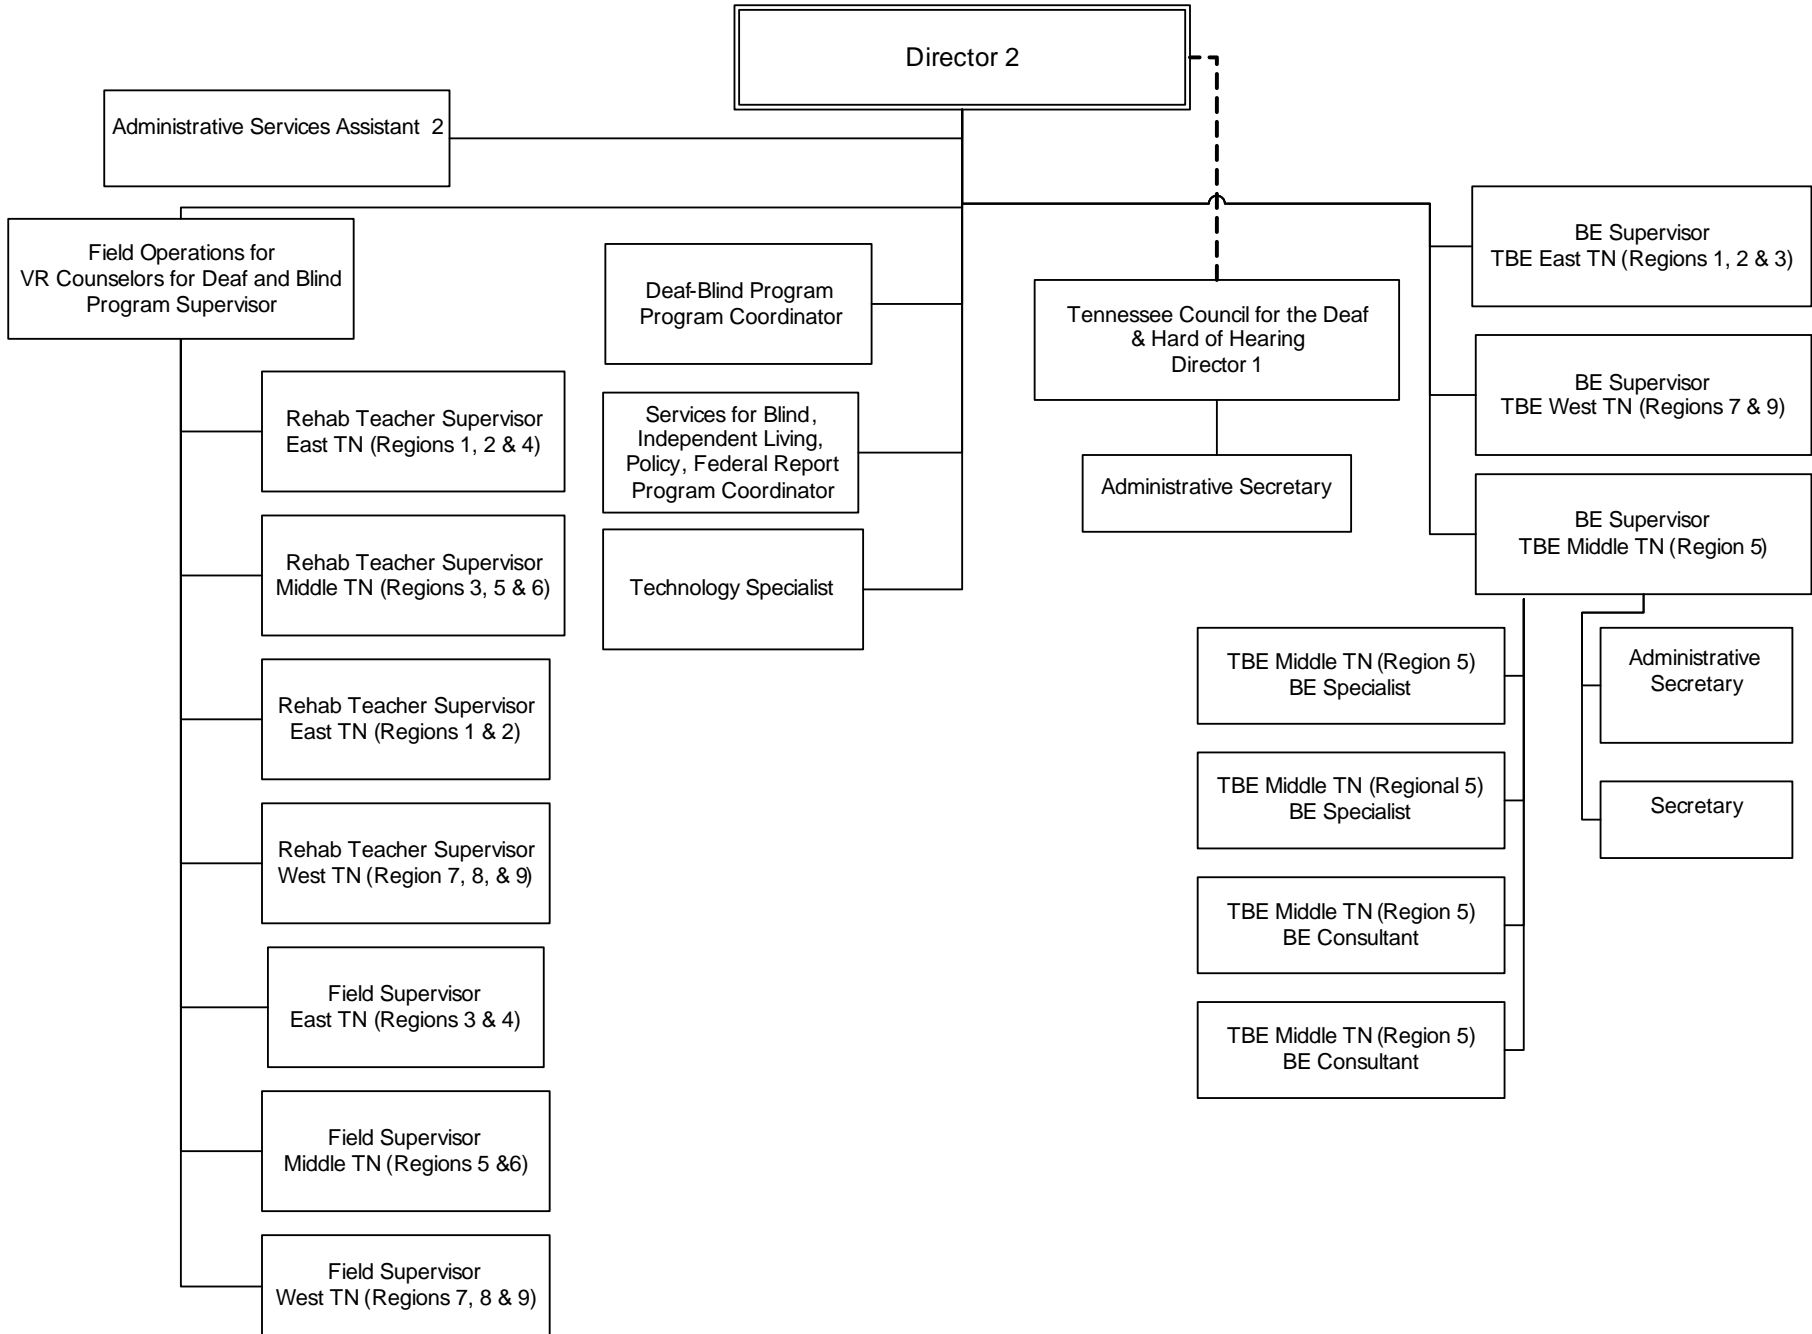 Director 2
Administrative Services Assistant 2
Field Operations for
VR Counselors for Deaf and Blind
Program Supervisor
Rehab Teacher Supervisor
East TN (Regions 1, 2 & 4)
Rehab Teacher Supervisor
Middle TN (Regions 3, 5 & 6)
Rehab Teacher Supervisor
East TN (Regions 1 & 2)
Rehab Teacher Supervisor
West TN (Region 7, 8, & 9)
Field Supervisor
East TN (Regions 3 & 4)
Field Supervisor
Middle TN (Regions 5 &6)
Field Supervisor
West TN (Regions 7, 8 & 9)
Deaf-Blind Program
Program Coordinator
Services for Blind,
Independent Living,
Policy, Federal Report
Program Coordinator
Technology Specialist
Tennessee Council for the Deaf
& Hard of Hearing
Director 1
Administrative Secretary
BE Supervisor
TBE East TN (Regions 1, 2 & 3)
BE Supervisor
TBE West TN (Regions 7 & 9)
BE Supervisor
TBE Middle TN (Region 5)
TBE Middle TN (Region 5)
BE Specialist
TBE Middle TN (Regional 5)
BE Specialist
TBE Middle TN (Region 5)
BE Consultant
TBE Middle TN (Region 5)
BE Consultant
Administrative
Secretary
Secretary